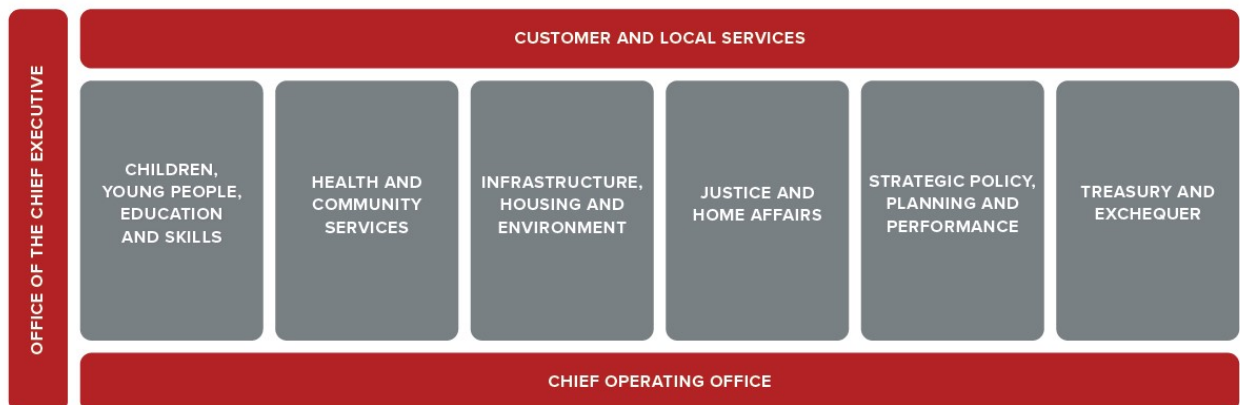 OFFICE OF THE CHIEF EXECUTIVE
CUSTOMER AND LOCAL SERVICES
CHILDREN,
YOUNG PEOPLE,
EDUCATION
AND SKILLS
HEALTH AND
COMMUNITY
SERVICES
INFRASTRUCTURE,
HOUSING AND
ENVIRONMENT
JUSTICE AND
HOME AFFAIRS
STRATEGIC POLICY,
PLANNING AND
PERFORMANCE
TREASURY AND
EXCHEQUER
CHIEF OPERATING OFFICE